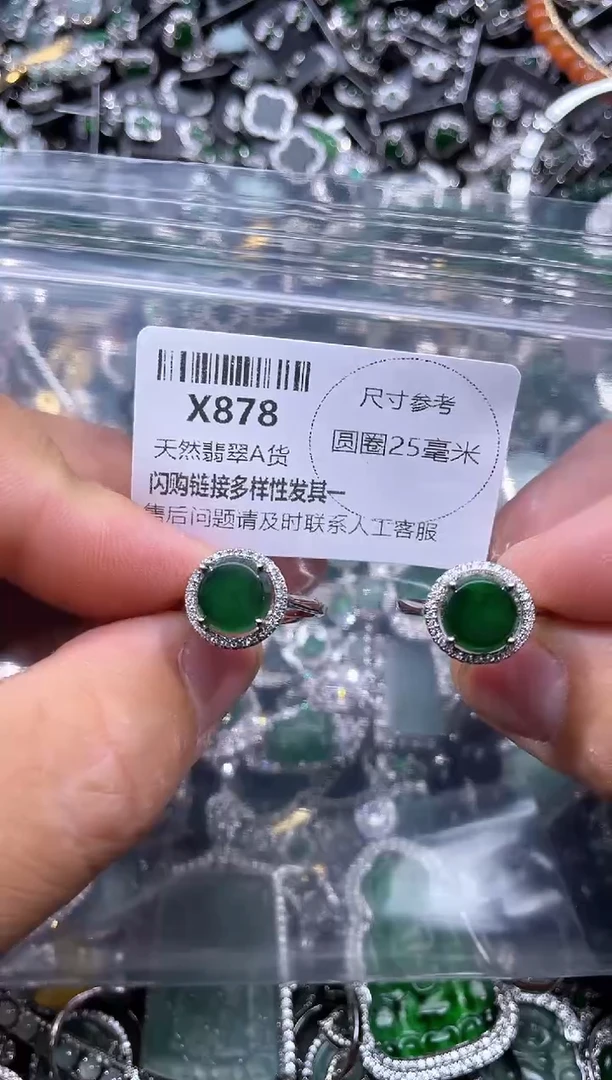 X878
天然翡翠A货
闪购链接多样性发其一
售后问题请及时联系人工客服
尺寸参考
圆圈25毫米